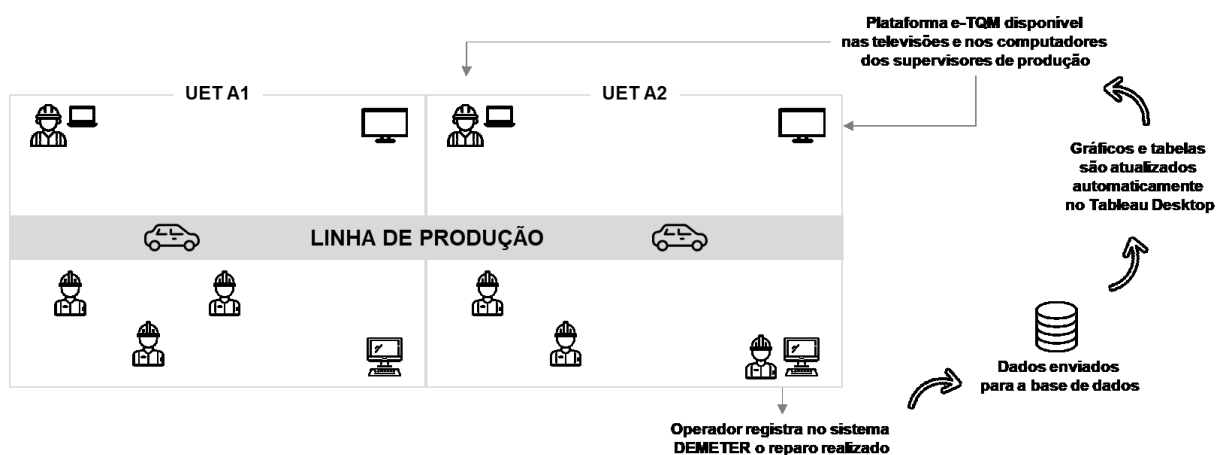 Plataforma e-TQM disponível
nas televisões e nos computadores
dos supervisores de produção
UET A1
UET A2
Gráficos e tabelas
são atualizados
automaticamente
no Tableau Desktop
LINHA DE PRODUÇÃO
Dados enviados
para a base de dados
Operador registra no sistema
DEMETER o reparo realizado